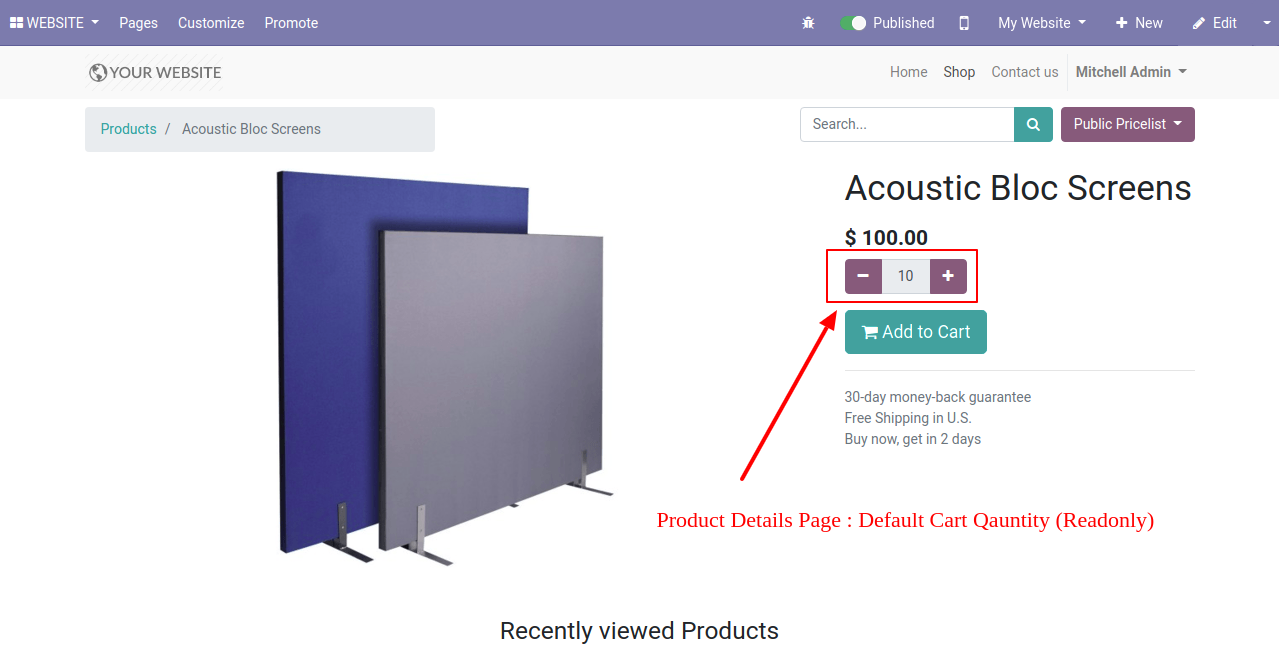 WEBSITE Pages Customize Promote Published My Website New Edit
YOUR WEBSITE Home Shop Contact us Mitchell Admin
Products / Acoustic Bloc Screens Search... Public Pricelist
Acoustic Bloc Screens
$ 100.00
10
Add to Cart
30-day money-back guarantee
Free Shipping in U.S.
Buy now, get in 2 days
Product Details Page : Default Cart Qauntity (Readonly)
Recently viewed Products